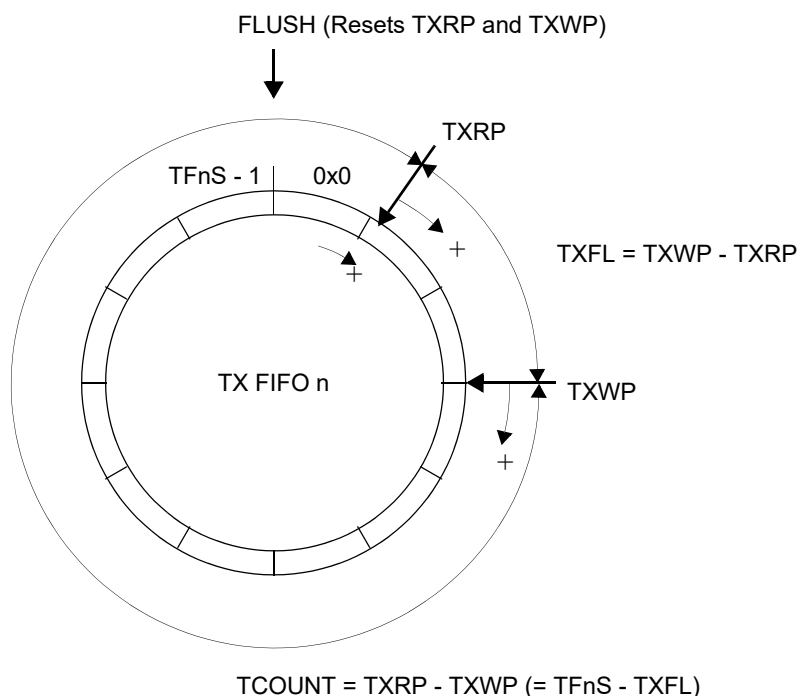 FLUSH (Resets TXRP and TXWP)
TXRP
TFnS - 1
0x0
+
+
TXFL = TXWP - TXRP
TX FIFO n
TXWP
+
TCOUNT = TXRP - TXWP (= TFnS - TXFL)